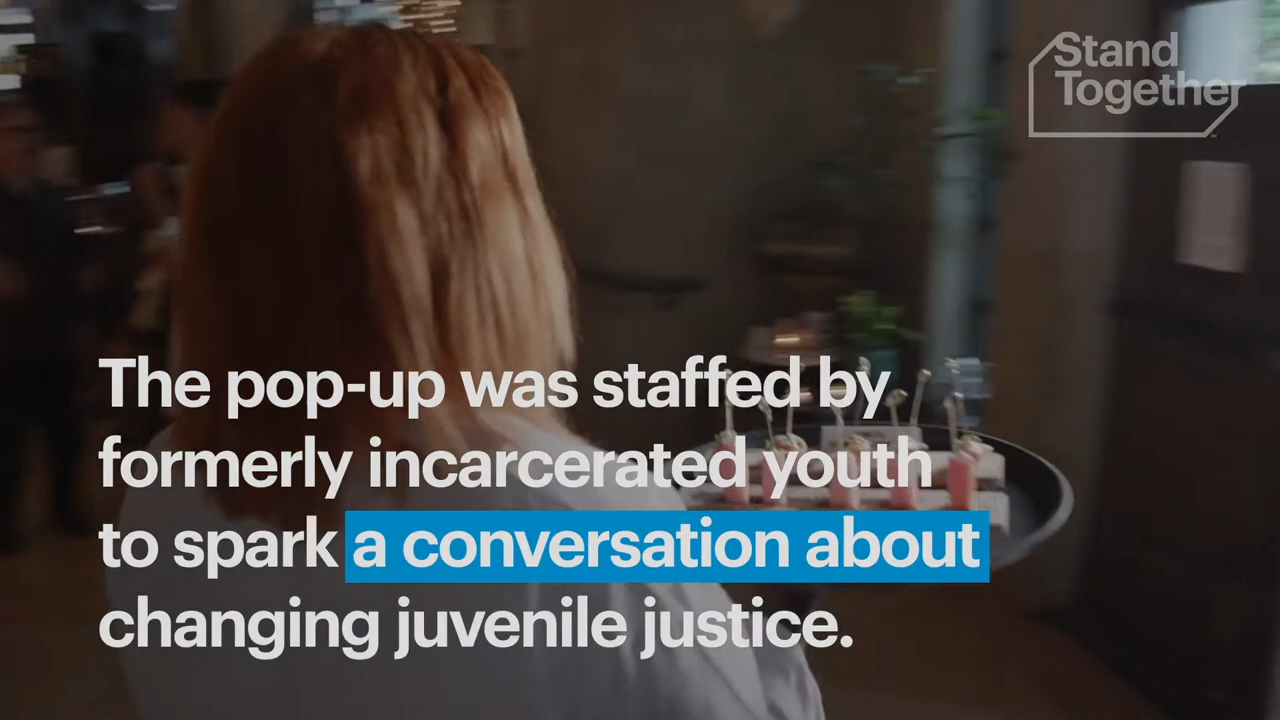 Stand
Together
The pop-up was staffed by
formerly incarcerated youth
to spark a conversation about
changing juvenile justice.